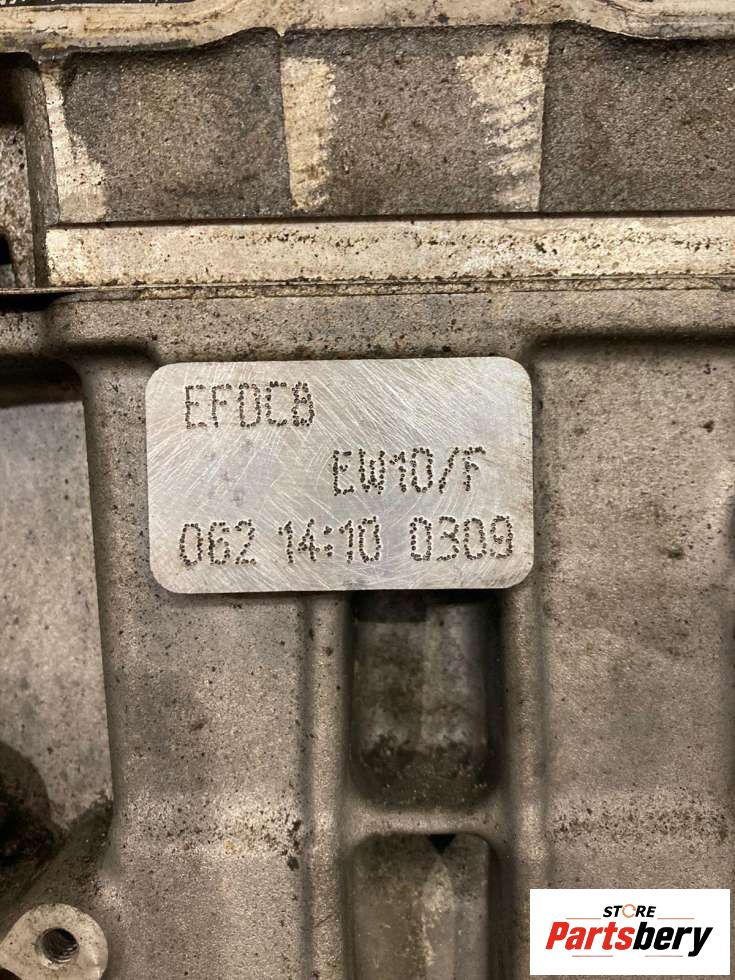 EFDCB
EW10/F
062 14:10 0309
STORE
Partsbery